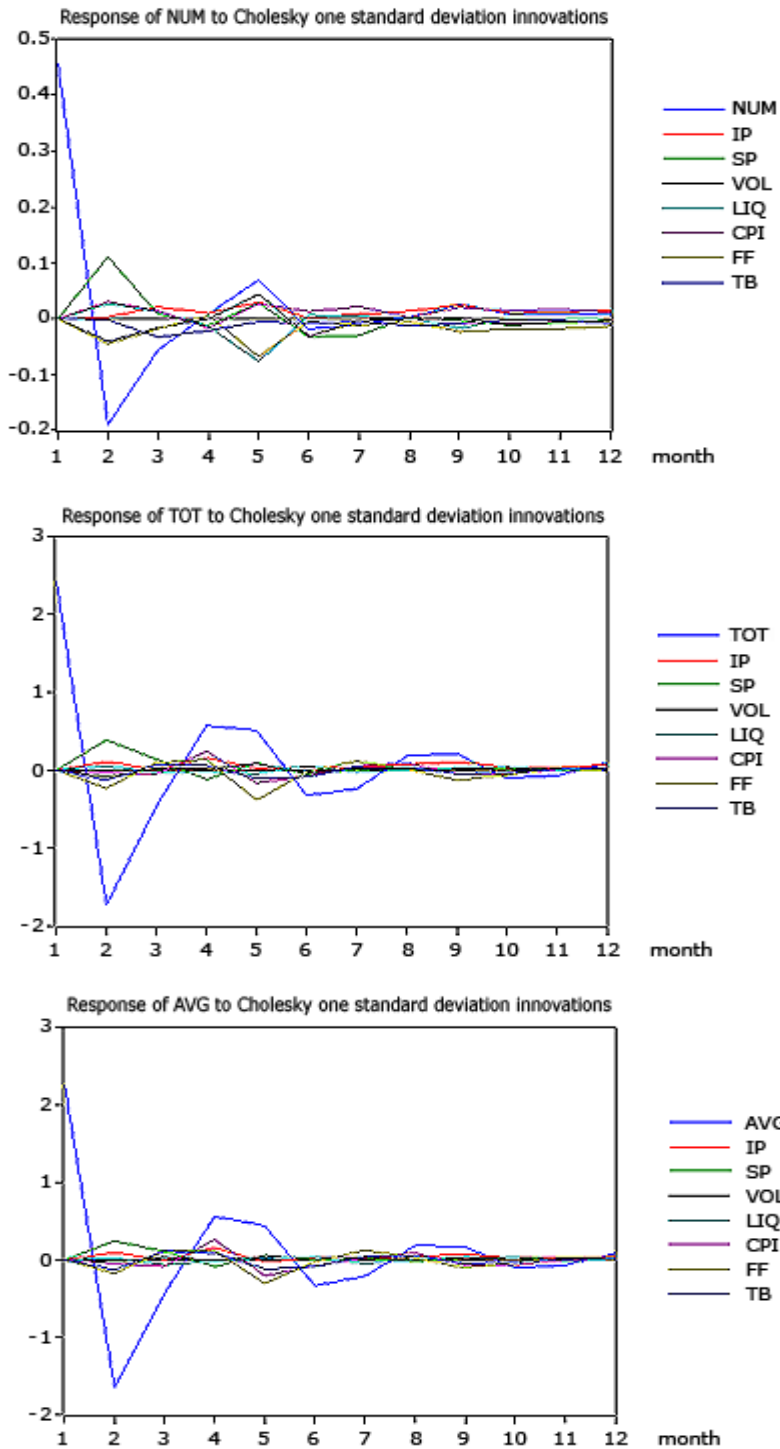 Response of NUM to Cholesky one standard deviation innovations
0.5
0.4
0.3
0.2
0.1
0
-0.1
-0.2
1 2 3 4 5 6 7 8 9 10 11 12 month
NUM
IP
SP
VOL
LIQ
CPI
FF
TB
Response of TOT to Cholesky one standard deviation innovations
3
2
1
0
-1
-2
1 2 3 4 5 6 7 8 9 10 11 12 month
TOT
IP
SP
VOL
LIQ
CPI
FF
TB
Response of AVG to Cholesky one standard deviation innovations
3
2
1
0
-1
-2
1 2 3 4 5 6 7 8 9 10 11 12 month
AVG
IP
SP
VOL
LIQ
CPI
FF
TB